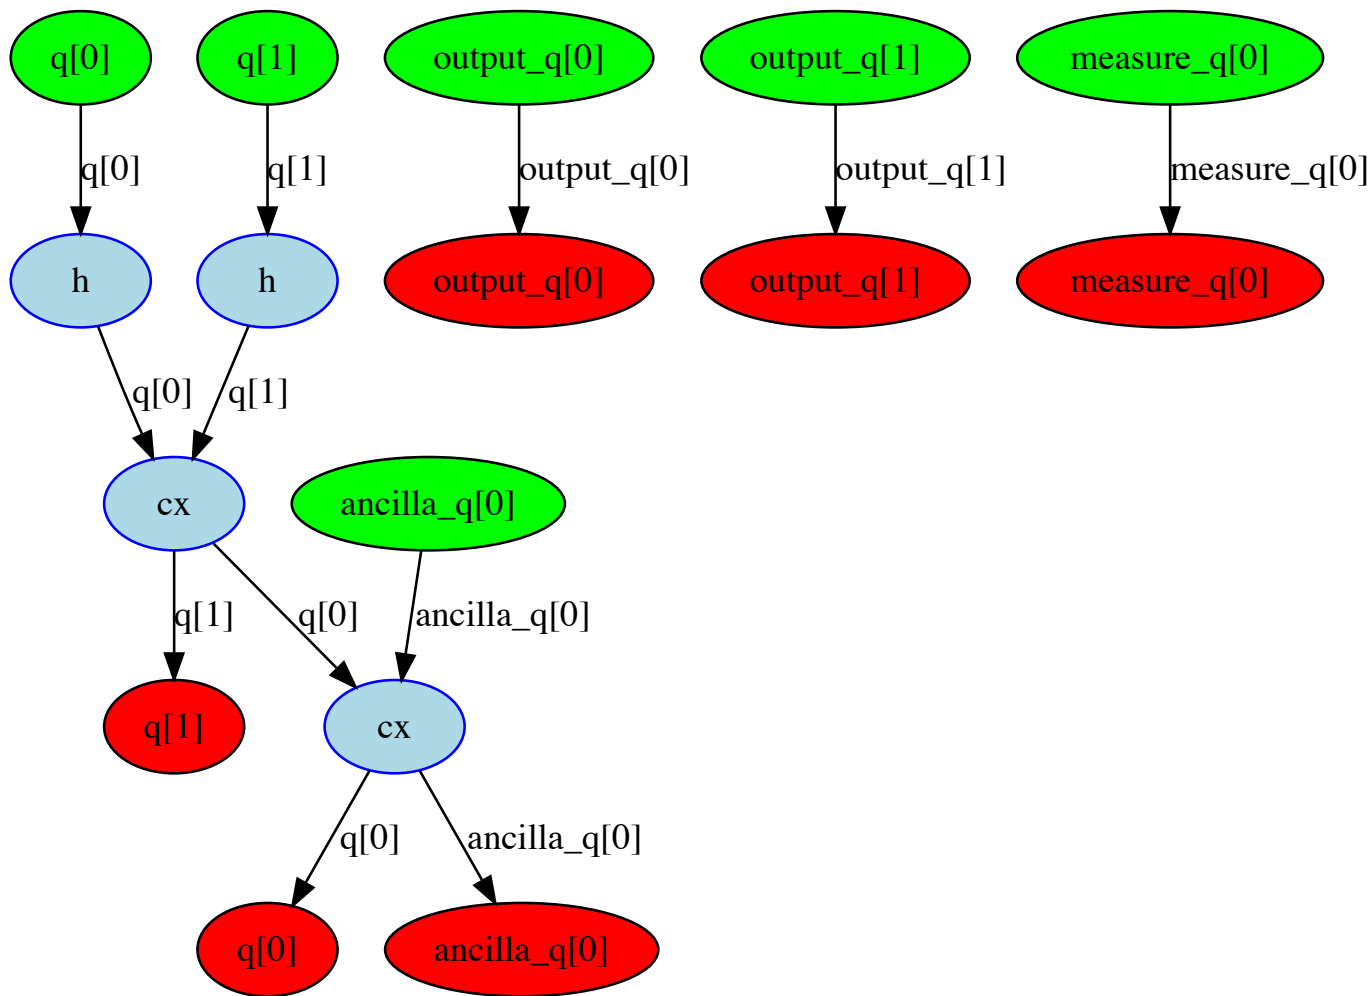 q[0]
q[1]
output_q[0]
output_q[1]
measure_q[0]
q[0]
q[1]
output_q[0]
output_q[1]
measure_q[0]
h
h
output_q[0]
output_q[1]
measure_q[0]
q[0]
q[1]
cx
ancilla_q[0]
q[1]
q[0]
ancilla_q[0]
q[1]
cx
q[0]
ancilla_q[0]
q[0]
ancilla_q[0]